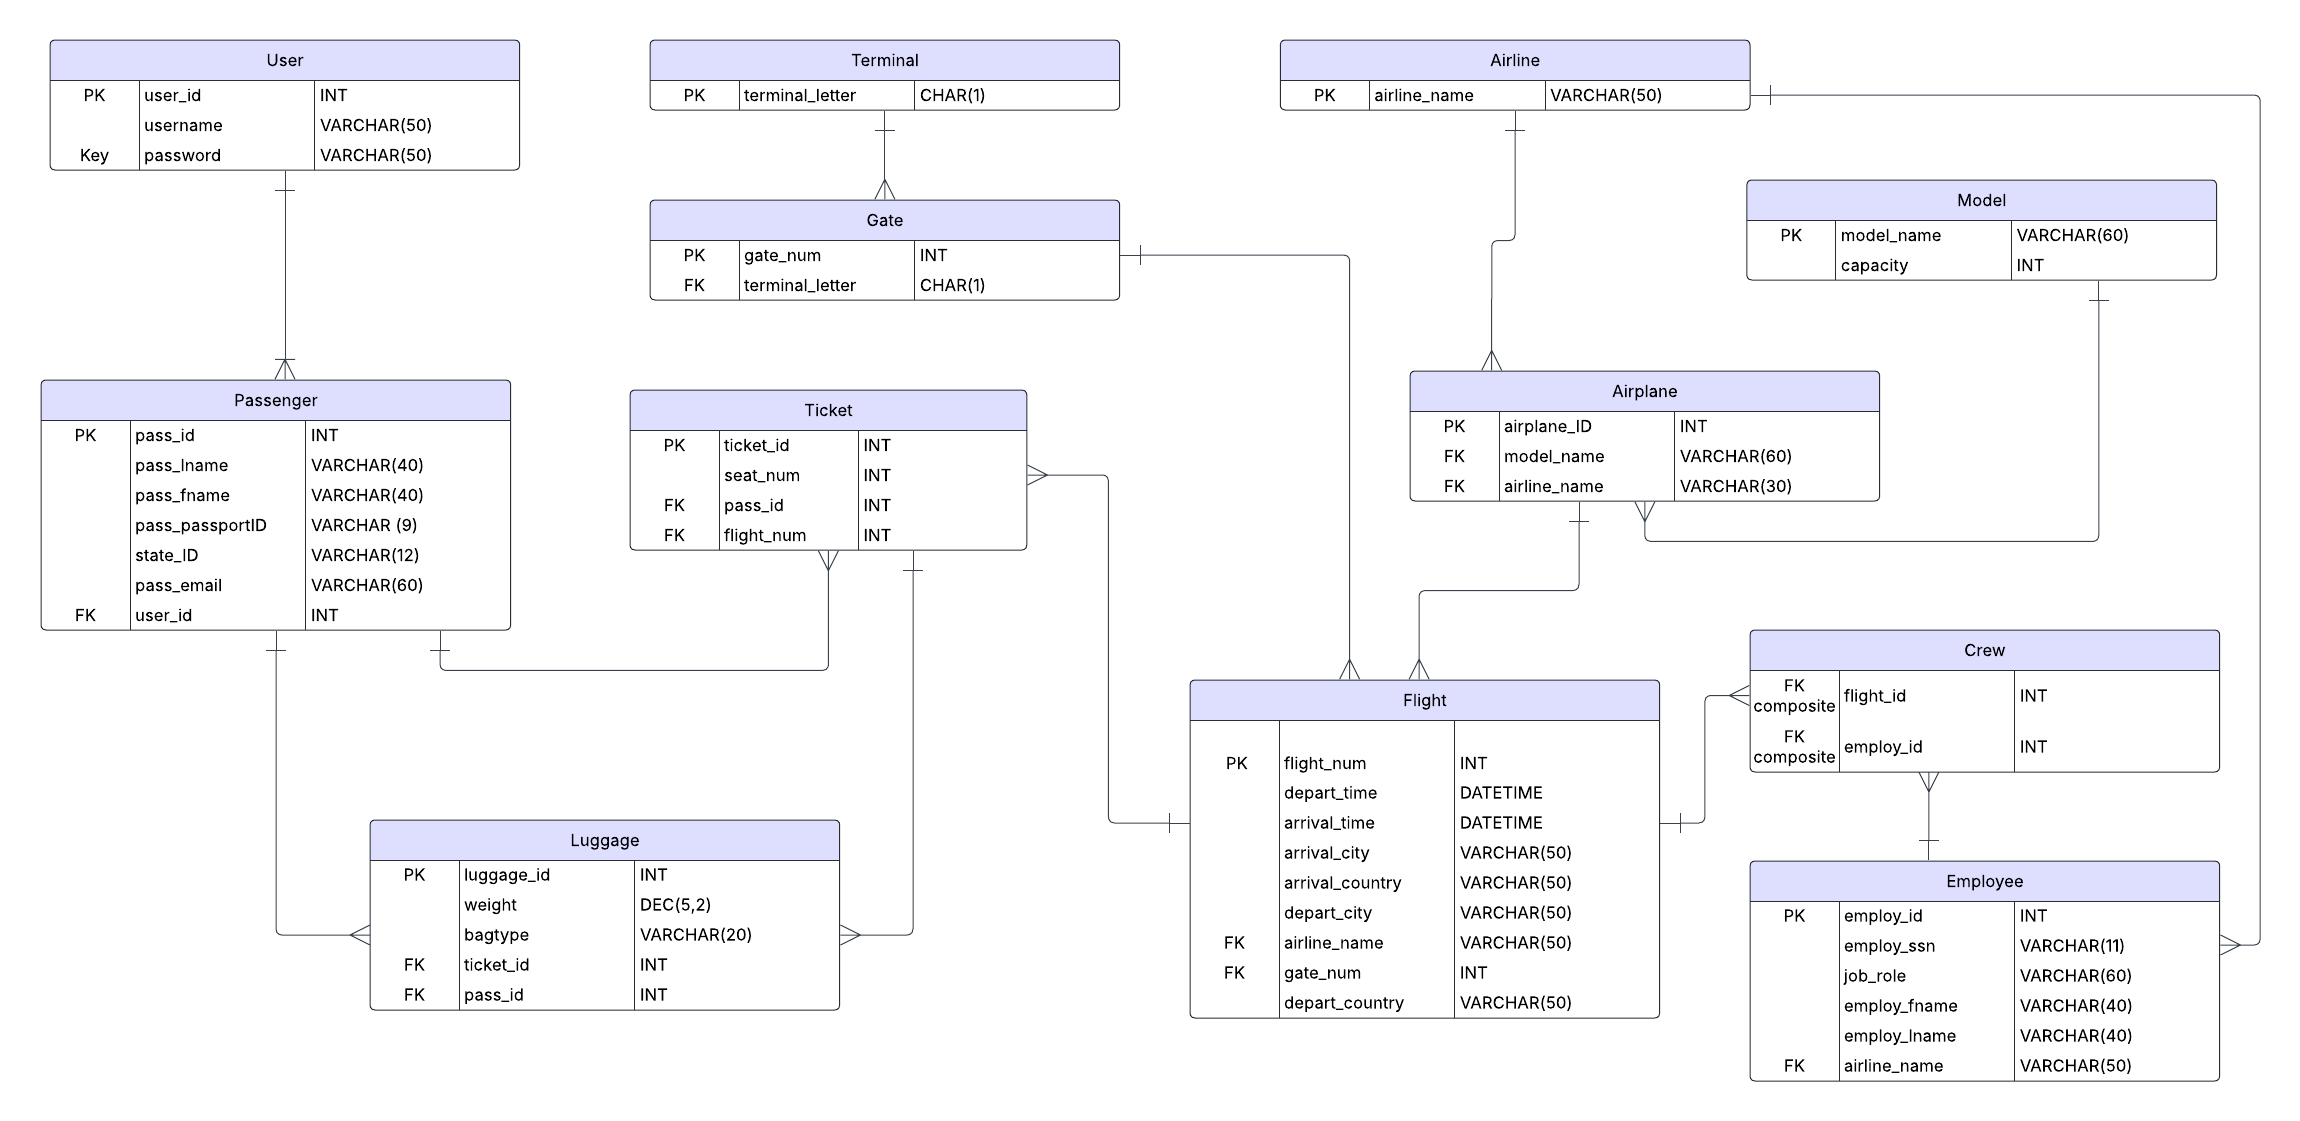 User
PK user_id INT
username VARCHAR(50)
Key password VARCHAR(50)
Terminal
PK terminal_letter CHAR(1)
Airline
PK airline_name VARCHAR(50)
Gate
PK gate_num INT
FK terminal_letter CHAR(1)
Model
PK model_name VARCHAR(60)
capacity INT
Passenger
PK pass_id INT
pass_lname VARCHAR(40)
pass_fname VARCHAR(40)
pass_passportID VARCHAR (9)
state_ID VARCHAR(12)
pass_email VARCHAR(60)
FK user_id INT
Ticket
PK ticket_id INT
seat_num INT
FK pass_id INT
FK flight_num INT
Airplane
PK airplane_ID INT
FK model_name VARCHAR(60)
FK airline_name VARCHAR(30)
Crew
FK
composite flight_id INT
FK
composite employ_id INT
Flight
PK flight_num INT
depart_time DATETIME
arrival_time DATETIME
arrival_city VARCHAR(50)
arrival_country VARCHAR(50)
depart_city VARCHAR(50)
FK airline_name VARCHAR(50)
FK gate_num INT
depart_country VARCHAR(50)
Luggage
PK luggage_id INT
weight DEC(5,2)
bagtype VARCHAR(20)
FK ticket_id INT
FK pass_id INT
Employee
PK employ_id INT
employ_ssn VARCHAR(11)
job_role VARCHAR(60)
employ_fname VARCHAR(40)
employ_lname VARCHAR(40)
FK airline_name VARCHAR(50)